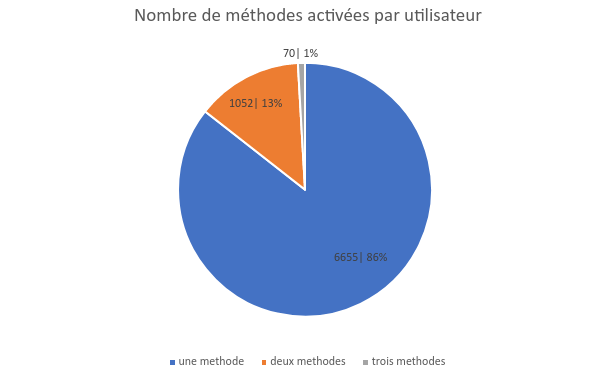 Nombre de méthodes activées par utilisateur
70| 1%
1052| 13%
6655| 86%
une methode deux methodes trois methodes